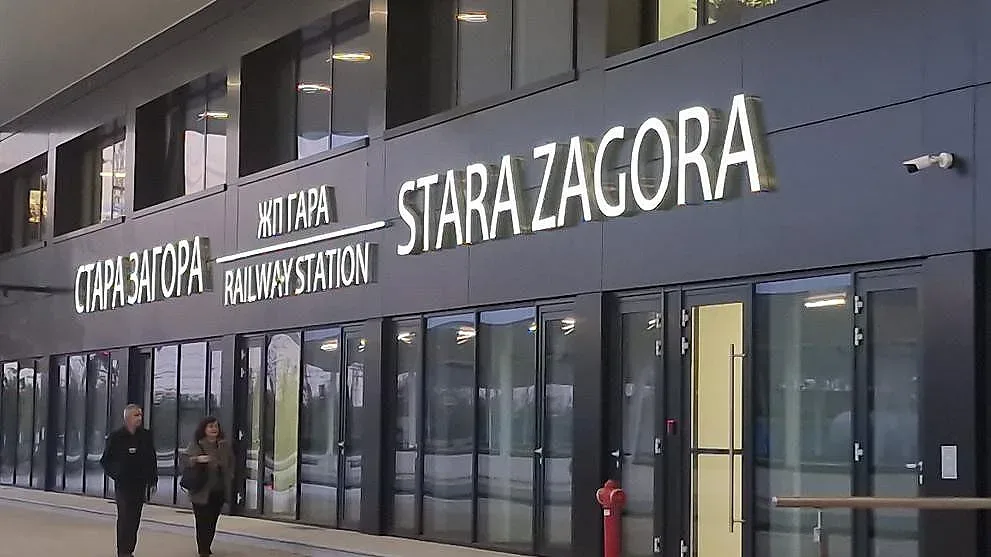 СТАРА ЗАГОРА
ЖП ГАРА
RAILWAY STATION
STARA ZAGORA